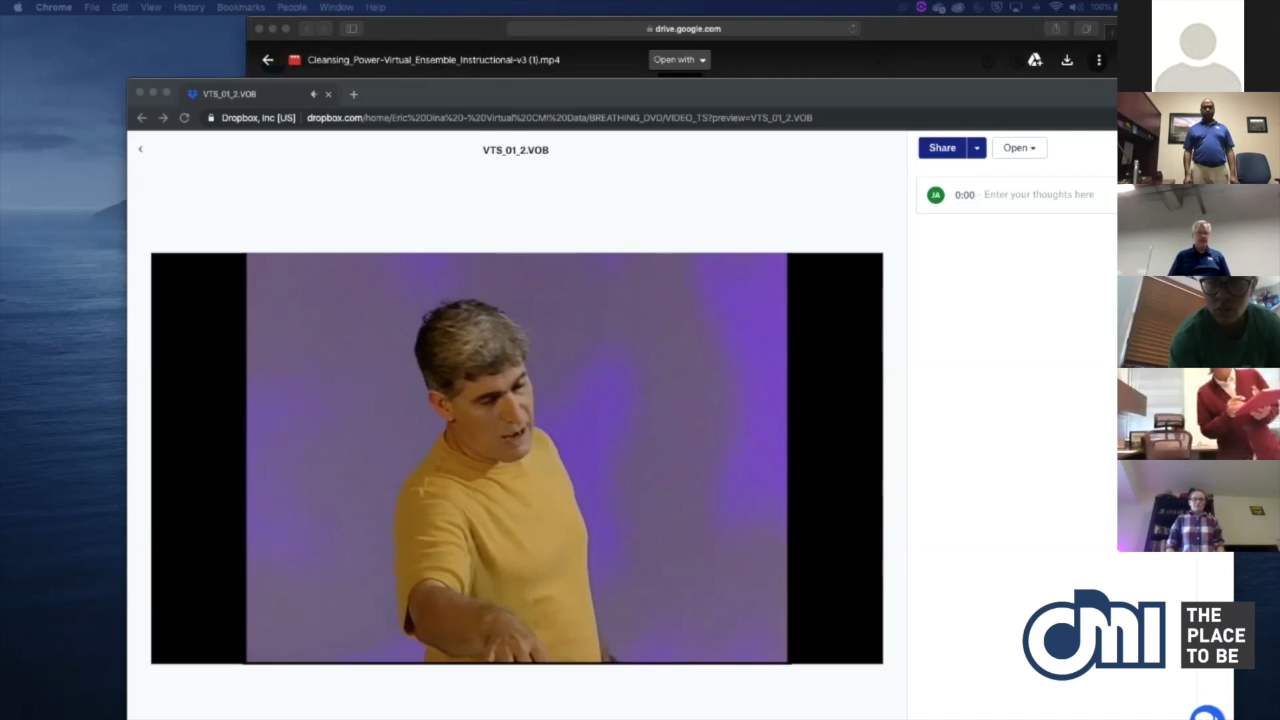 Chrome File Edit View History Bookmarks People Window Help 100%
drive.google.com
Cleansing_Power-Virtual_Ensemble_Instructional-v3 (1).mp4 Open with
VTS_01_2.VOB
Dropbox, Inc [US] dropbox.com/home/Eric%20Dina%20-%20Virtual%20CMI%20Data/BREATHING_DVD/VIDEO_TS?preview=VTS_01_2.VOB
VTS_01_2.VOB Share Open
JA 0:00 - Enter your thoughts here
CMI THE
PLACE
TO BE